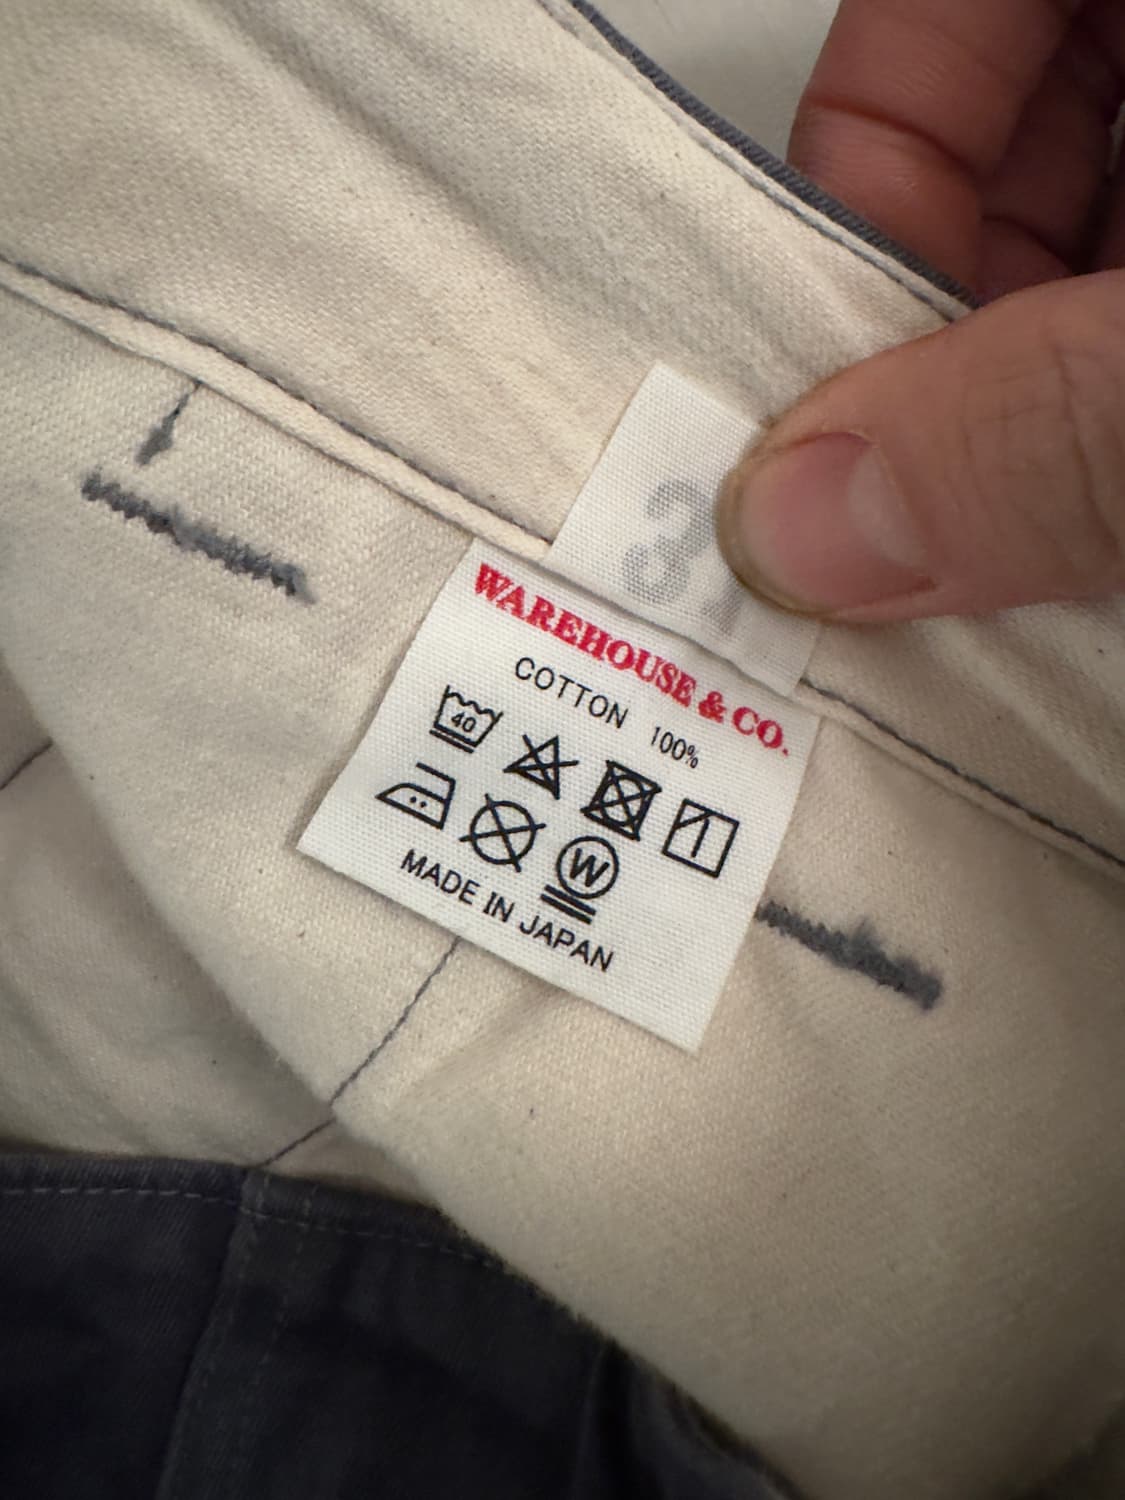 WAREHOUSE & CO.
COTTON 100%
40
W
MADE IN JAPAN